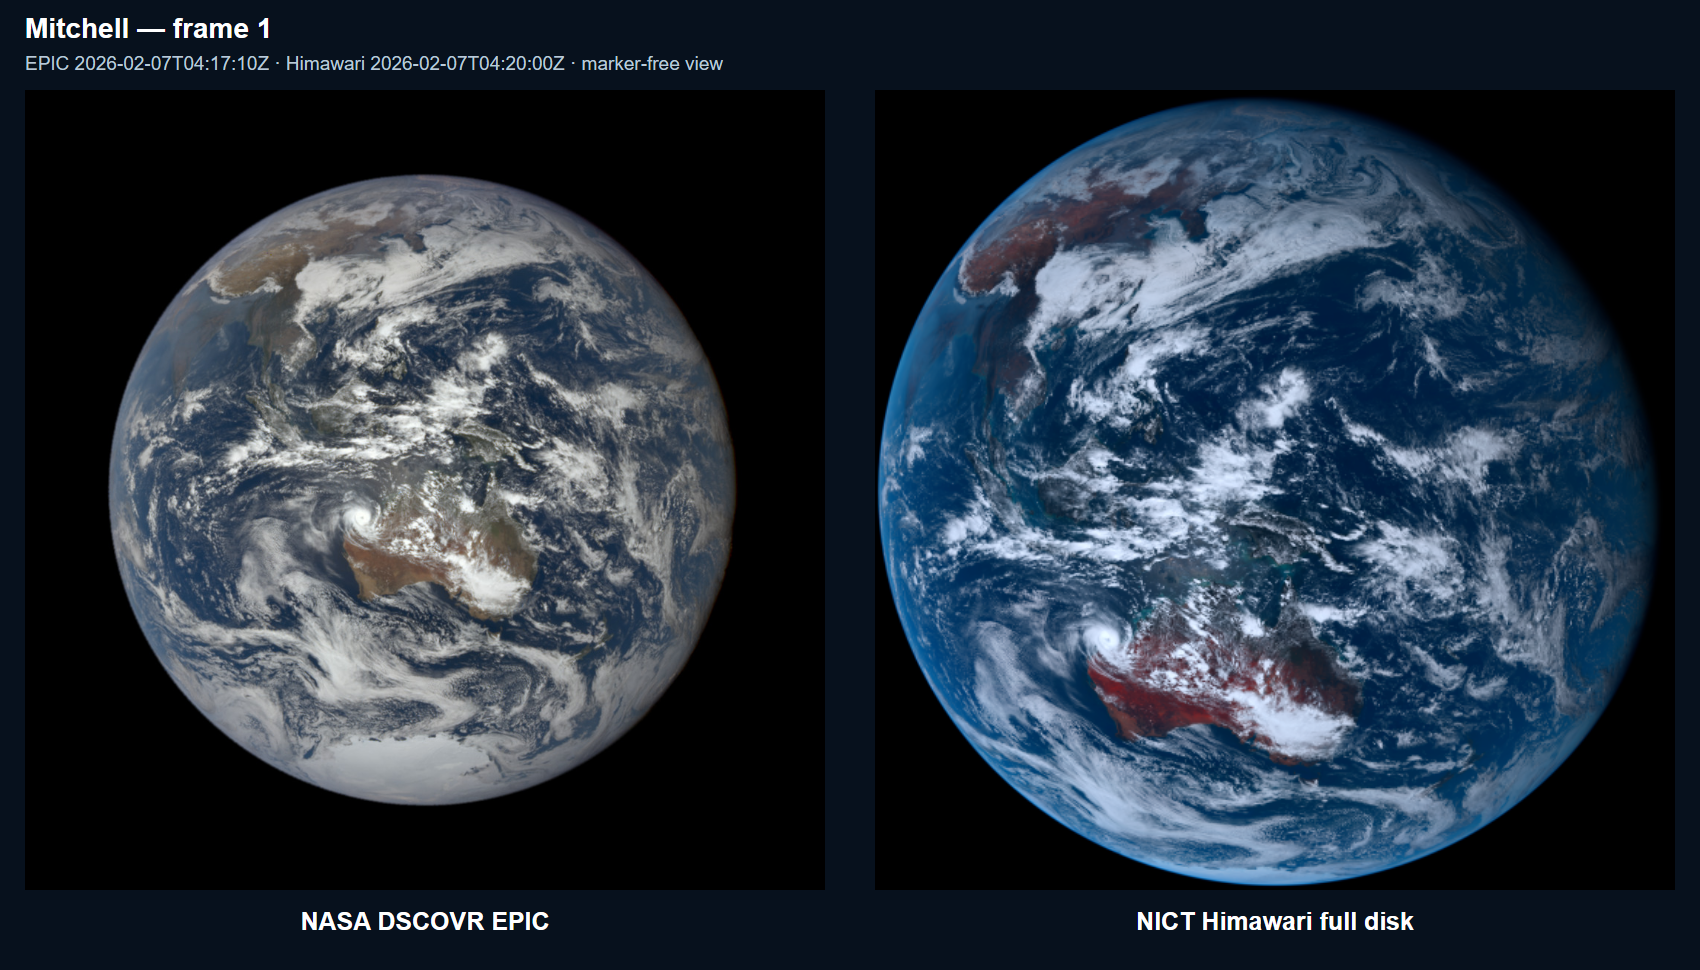 Mitchell — frame 1
EPIC 2026-02-07T04:17:10Z · Himawari 2026-02-07T04:20:00Z · marker-free view
NASA DSCOVR EPIC
NICT Himawari full disk